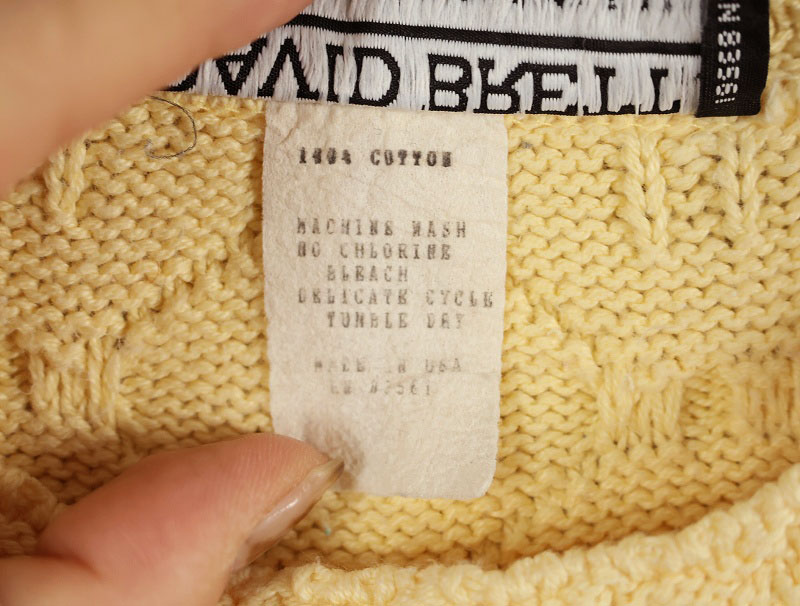 DAVID BRETT
100% COTTON
MACHINE WASH
NO CHLORINE
BLEACH
DELICATE CYCLE
TUMBLE DRY
MADE IN USA